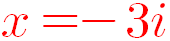 x = − 3i